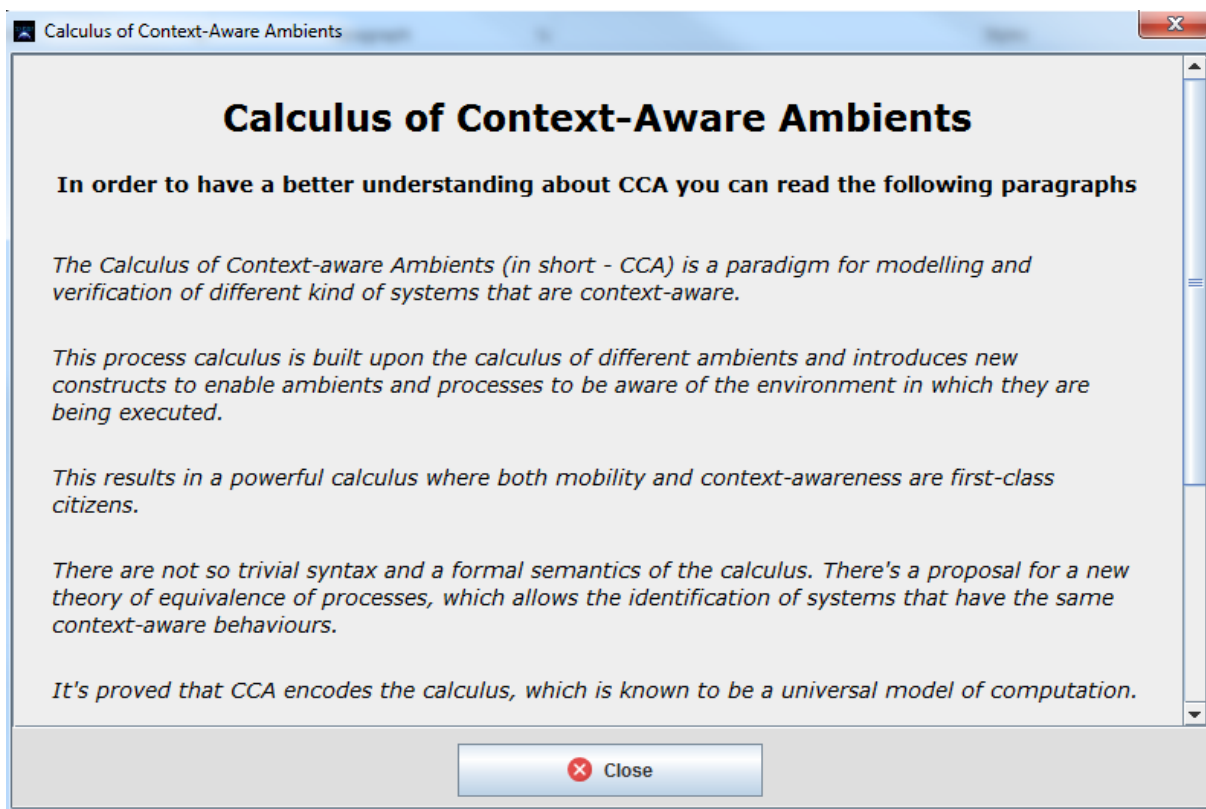 Calculus of Context-Aware Ambients
Calculus of Context-Aware Ambients
In order to have a better understanding about CCA you can read the following paragraphs
The Calculus of Context-aware Ambients (in short - CCA) is a paradigm for modelling and
verification of different kind of systems that are context-aware.
This process calculus is built upon the calculus of different ambients and introduces new
constructs to enable ambients and processes to be aware of the environment in which they are
being executed.
This results in a powerful calculus where both mobility and context-awareness are first-class
citizens.
There are not so trivial syntax and a formal semantics of the calculus. There's a proposal for a new
theory of equivalence of processes, which allows the identification of systems that have the same
context-aware behaviours.
It's proved that CCA encodes the calculus, which is known to be a universal model of computation.
Close